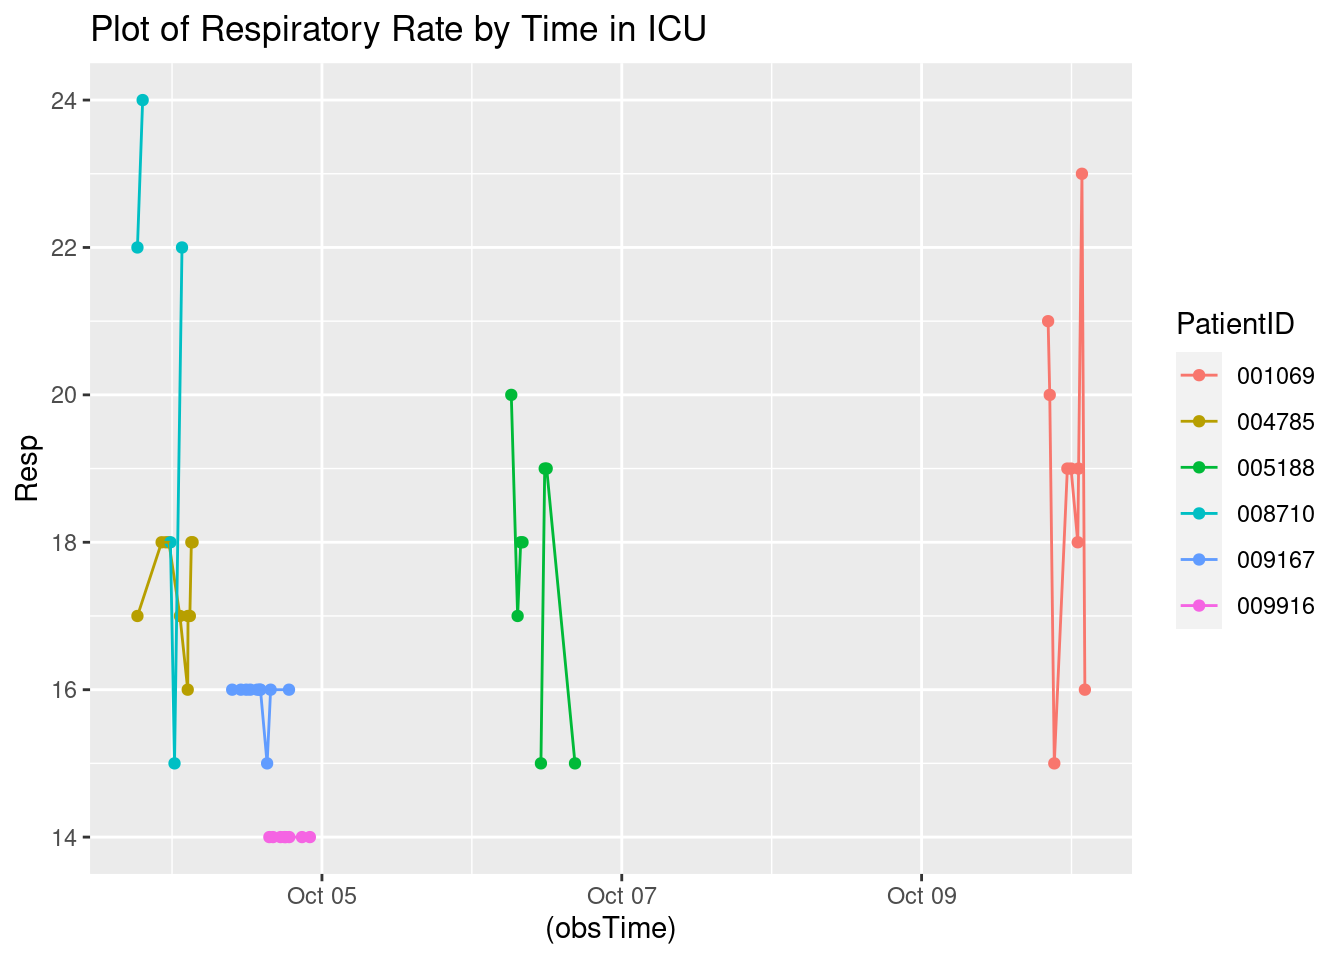 Plot of Respiratory Rate by Time in ICU
24
22
20
18
16
14
Resp
Oct 05
Oct 07
Oct 09
(obsTime)
PatientID
001069
004785
005188
008710
009167
009916